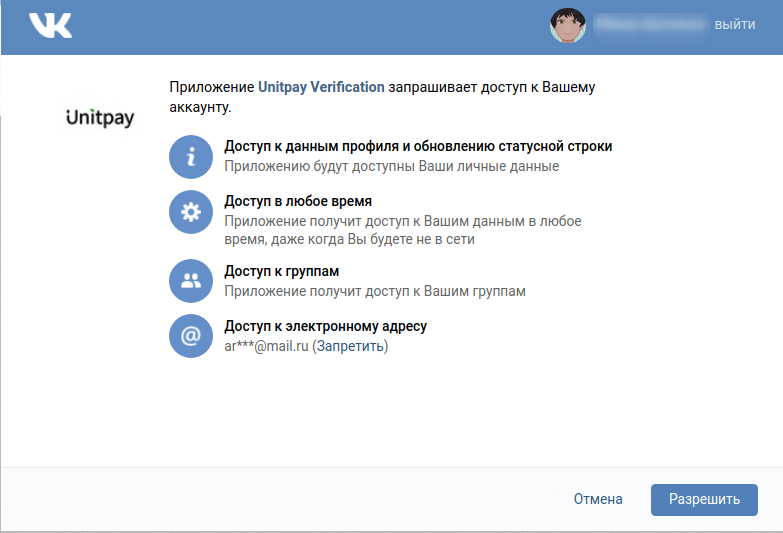 выйти
Приложение Unitpay Verification запрашивает доступ к Вашему
аккаунту.
Unitpay
Доступ к данным профиля и обновлению статусной строки
Приложению будут доступны Ваши личные данные
Доступ в любое время
Приложение получит доступ к Вашим данным в любое
время, даже когда Вы будете не в сети
Доступ к группам
Приложение получит доступ к Вашим группам
Доступ к электронному адресу
ar***@mail.ru (Запретить)
Отмена
Разрешить